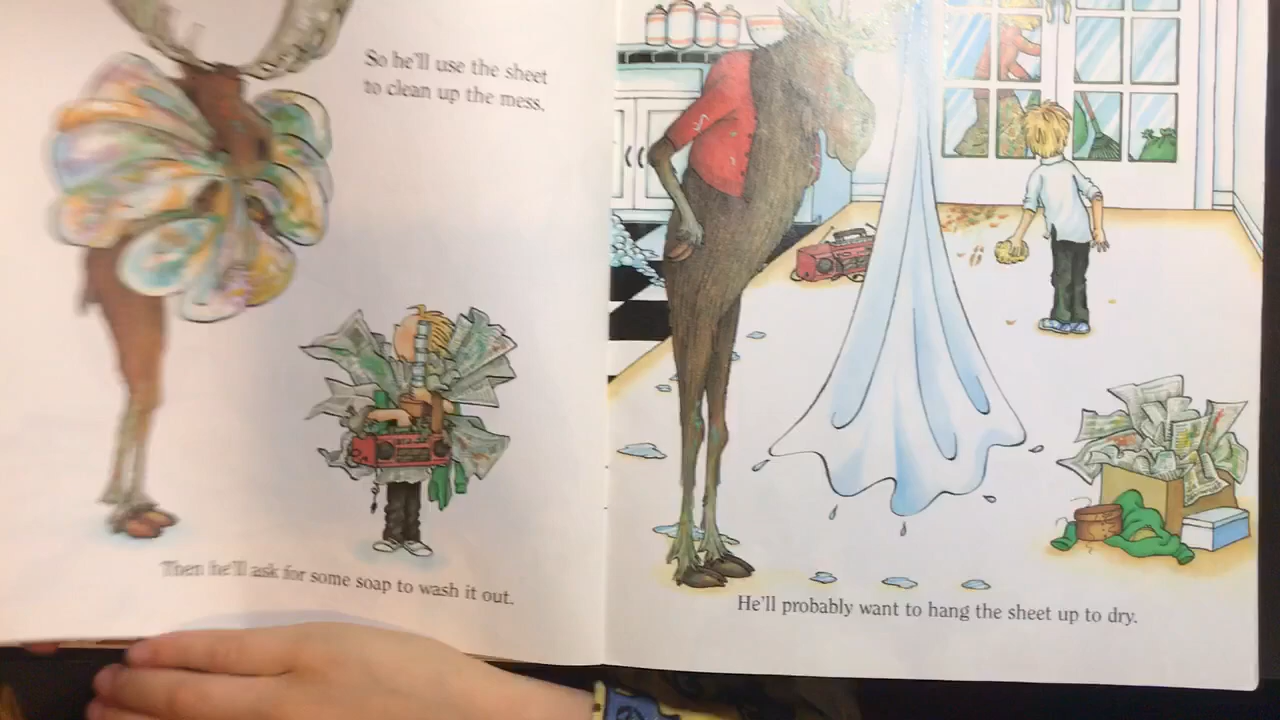 So he'll use the sheet
to clean up the mess.
Then he'll ask for some soap to wash it out.
He'll probably want to hang the sheet up to dry.